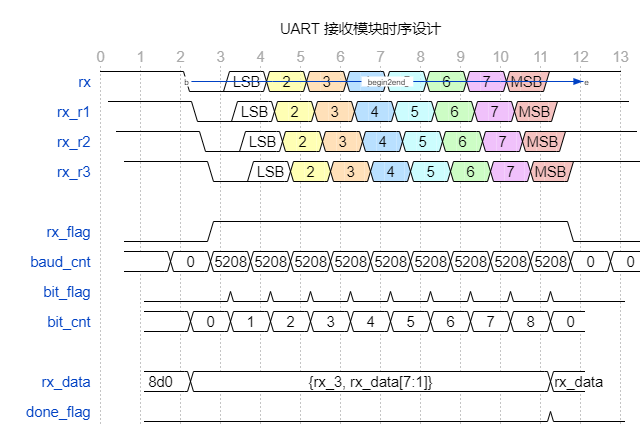 UART 接收模块时序设计
0 1 2 3 4 5 6 7 8 9 10 11 12 13
rx b LSB 2 3 begin2end_ 6 7 MSB e
rx_r1 LSB 2 3 4 5 6 7 MSB
rx_r2 LSB 2 3 4 5 6 7 MSB
rx_r3 LSB 2 3 4 5 6 7 MSB
rx_flag
baud_cnt 0 5208 5208 5208 5208 5208 5208 5208 5208 5208 0 0
bit_flag
bit_cnt 0 1 2 3 4 5 6 7 8 0
rx_data 8d0 {rx_3, rx_data[7:1]} rx_data
done_flag